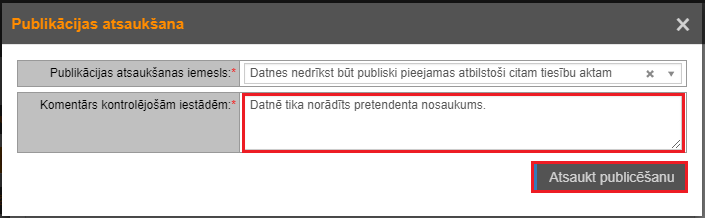 Publikācijas atsaukšana
Publikācijas atsaukšanas iemesls:* Datnes nedrīkst būt publiski pieejamas atbilstoši citam tiesību aktam
Komentārs kontrolējošām iestādēm:* Datnē tika norādīts pretendenta nosaukums.
Atsaukt publicēšanu